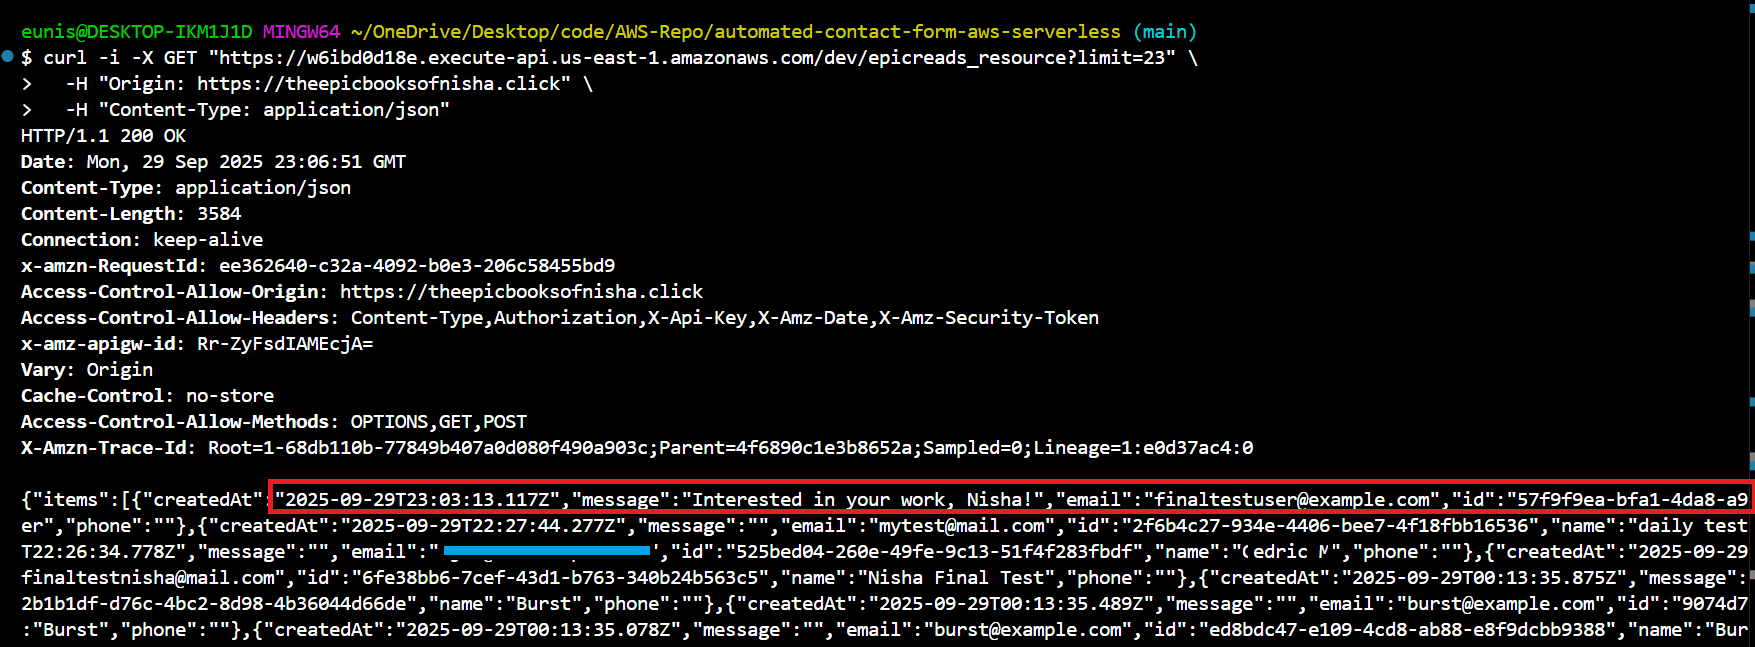 eunis@DESKTOP-IKM1J1D MINGW64 ~/OneDrive/Desktop/code/AWS-Repo/automated-contact-form-aws-serverless (main)
$ curl -i -X GET "https://w6ibd0d18e.execute-api.us-east-1.amazonaws.com/dev/epicreads_resource?limit=23" \
>   -H "Origin: https://theepicbooksofnisha.click" \
>   -H "Content-Type: application/json"
HTTP/1.1 200 OK
Date: Mon, 29 Sep 2025 23:06:51 GMT
Content-Type: application/json
Content-Length: 3584
Connection: keep-alive
x-amzn-RequestId: ee362640-c32a-4092-b0e3-206c58455bd9
Access-Control-Allow-Origin: https://theepicbooksofnisha.click
Access-Control-Allow-Headers: Content-Type,Authorization,X-Api-Key,X-Amz-Date,X-Amz-Security-Token
x-amz-apigw-id: Rr-ZyFsdIAMEcjA=
Vary: Origin
Cache-Control: no-store
Access-Control-Allow-Methods: OPTIONS,GET,POST
X-Amzn-Trace-Id: Root=1-68db110b-77849b407a0d080f490a903c;Parent=4f6890c1e3b8652a;Sampled=0;Lineage=1:e0d37ac4:0
{"items":[{"createdAt":"2025-09-29T23:03:13.117Z","message":"Interested in your work, Nisha!","email":"finaltestuser@example.com","id":"57f9f9ea-bfa1-4da8-a9
er","phone":""},{"createdAt":"2025-09-29T22:27:44.277Z","message":"","email":"mytest@mail.com","id":"2f6b4c27-934e-4406-bee7-4f18fbb16536","name":"daily test
T22:26:34.778Z","message":"","email":" ","id":"525bed04-260e-49fe-9c13-51f4f283fbdf","name":"Cedric M","phone":""},{"createdAt":"2025-09-29
finaltestnisha@mail.com","id":"6fe38bb6-7cef-43d1-b763-340b24b563c5","name":"Nisha Final Test","phone":""},{"createdAt":"2025-09-29T00:13:35.875Z","message":
2b1b1df-d76c-4bc2-8d98-4b36044d66de","name":"Burst","phone":""},{"createdAt":"2025-09-29T00:13:35.489Z","message":"","email":"burst@example.com","id":"9074d7
:"Burst","phone":""},{"createdAt":"2025-09-29T00:13:35.078Z","message":"","email":"burst@example.com","id":"ed8bdc47-e109-4cd8-ab88-e8f9dcbb9388","name":"Bur